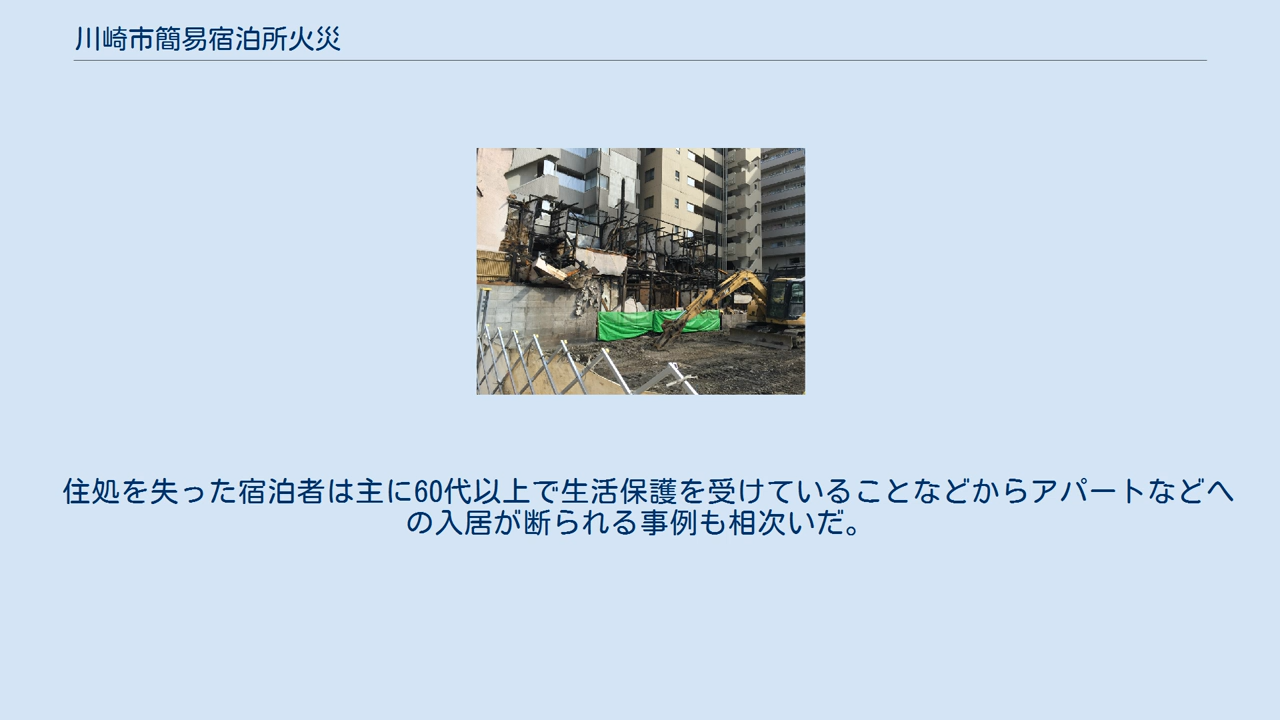 川崎市簡易宿泊所火災
住処を失った宿泊者は主に60代以上で生活保護を受けていることなどからアパートなどへ
の入居が断られる事例も相次いだ。